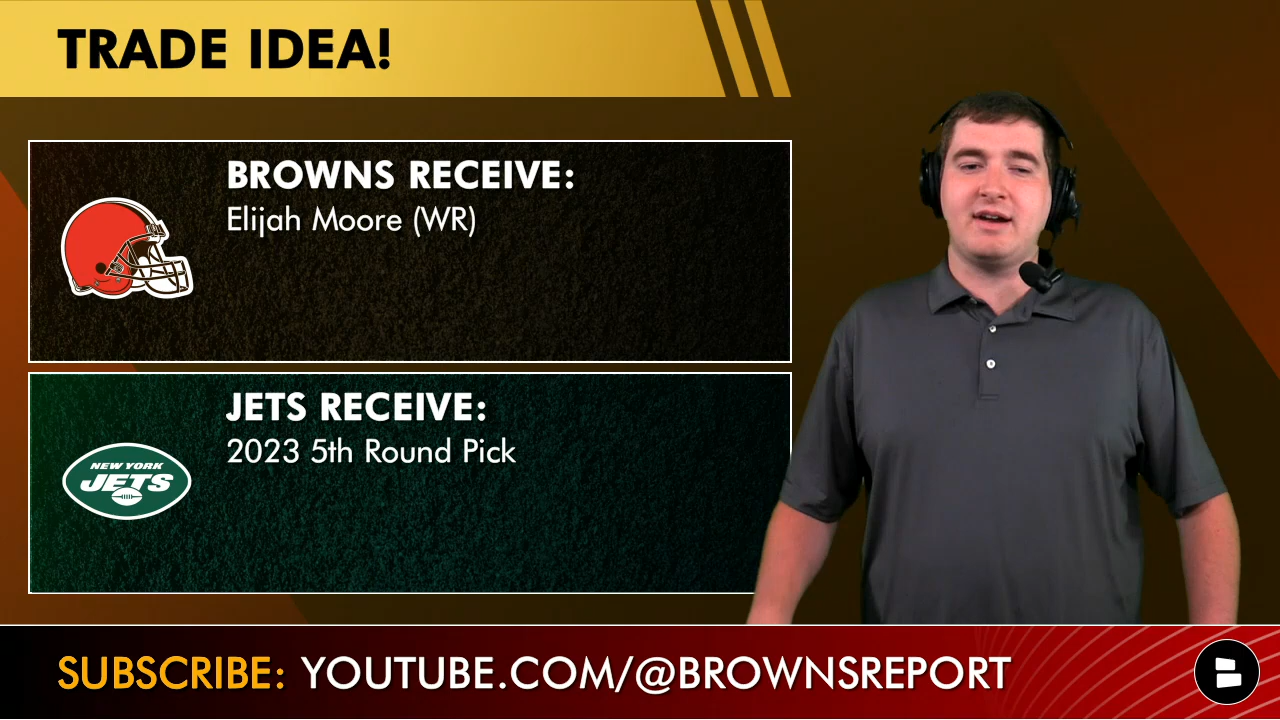 TRADE IDEA!
BROWNS RECEIVE:
Elijah Moore (WR)
JETS RECEIVE:
2023 5th Round Pick
NEW YORK
JETS
SUBSCRIBE: YOUTUBE.COM/@BROWNSREPORT